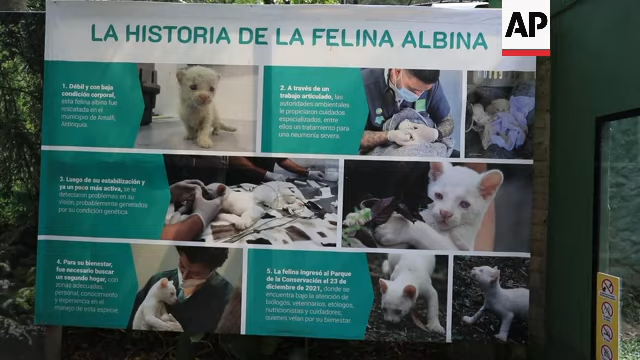 LA HISTORIA DE LA FELINA ALBINA
AP
1. Débil y con baja
condición corporal,
esta felina albina fue
rescatada en el
municipio de Amalfi,
Antioquia.
2. A través de un
trabajo articulado, las
autoridades ambientales
le propiciaron cuidados
especializados, entre
ellos un tratamiento para
una neumonía severa.
3. Luego de su estabilización y
ya un poco más activa, se le
detectaron problemas en su
visión, probablemente generados
por su condición genética.
4. Para su bienestar,
fue necesario buscar
un segundo hogar, con
zonas adecuadas,
personal, conocimiento
y experiencia en el
manejo de esta especie.
5. La felina ingresó al Parque
de la Conservación el 23 de
diciembre de 2021, donde se
encuentra bajo la atención de
biólogos, veterinarios, etólogos,
nutricionistas y cuidadores,
quienes velan por su bienestar.